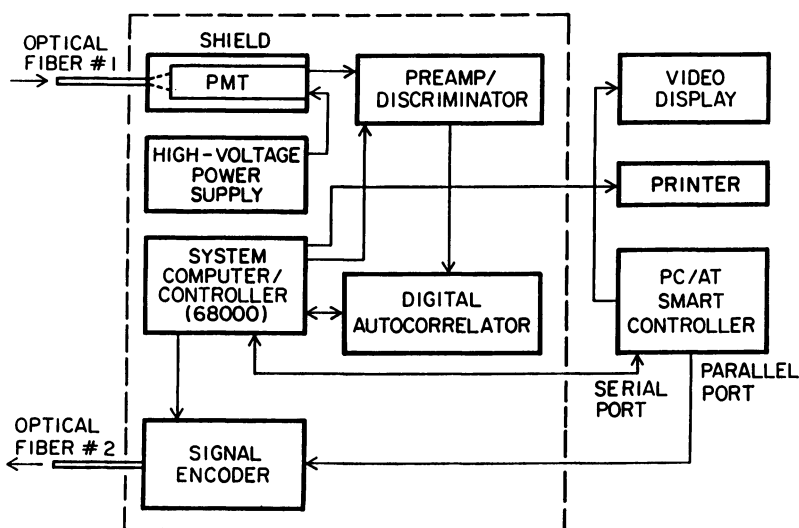 OPTICAL
FIBER #1
SHIELD
PMT
PREAMP/
DISCRIMINATOR
VIDEO
DISPLAY
HIGH-VOLTAGE
POWER
SUPPLY
PRINTER
SYSTEM
COMPUTER/
CONTROLLER
(68000)
DIGITAL
AUTOCORRELATOR
PC/AT
SMART
CONTROLLER
SERIAL
PORT
PARALLEL
PORT
OPTICAL
FIBER #2
SIGNAL
ENCODER